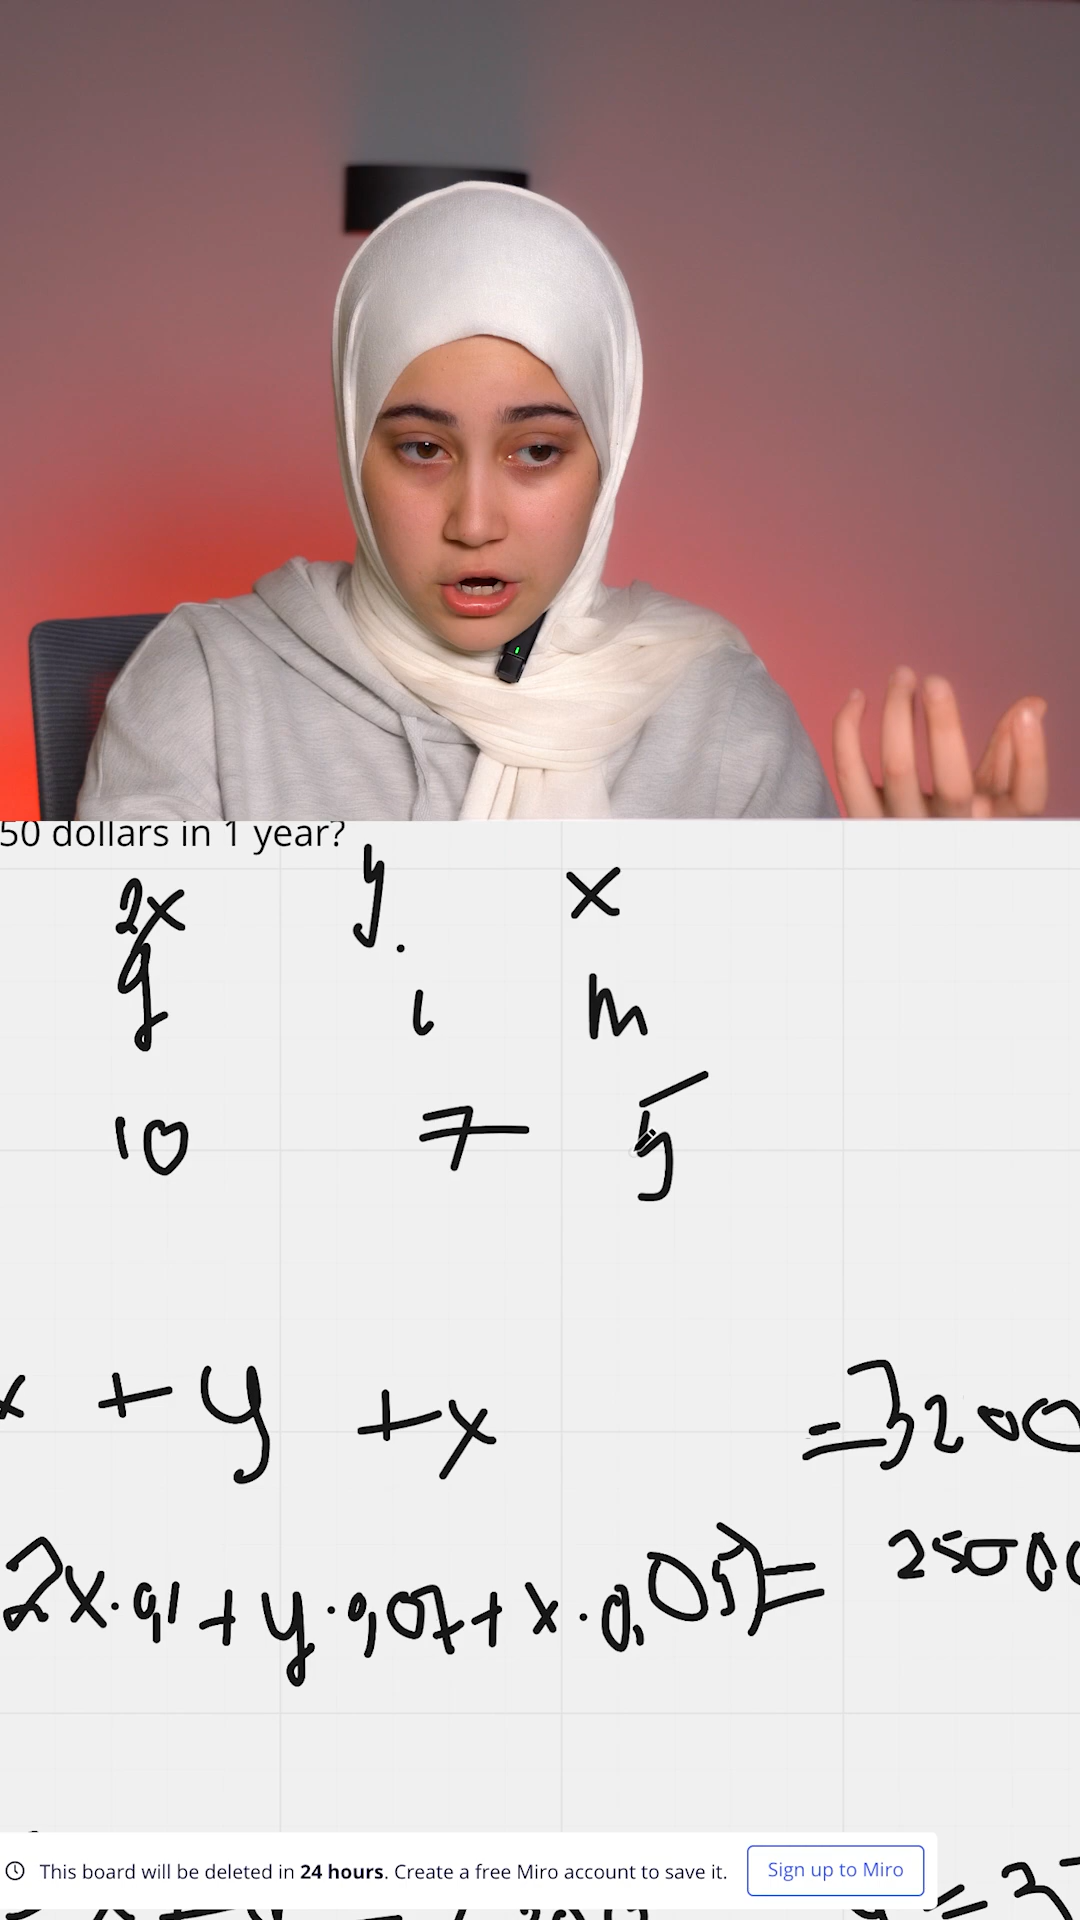 50 dollars in 1 year?
2x y. x
g i m
10 7 5
x + y + x = 3200
2x · 0,1 + y · 0,07 + x · 0,05) = 2500
This board will be deleted in 24 hours. Create a free Miro account to save it. Sign up to Miro